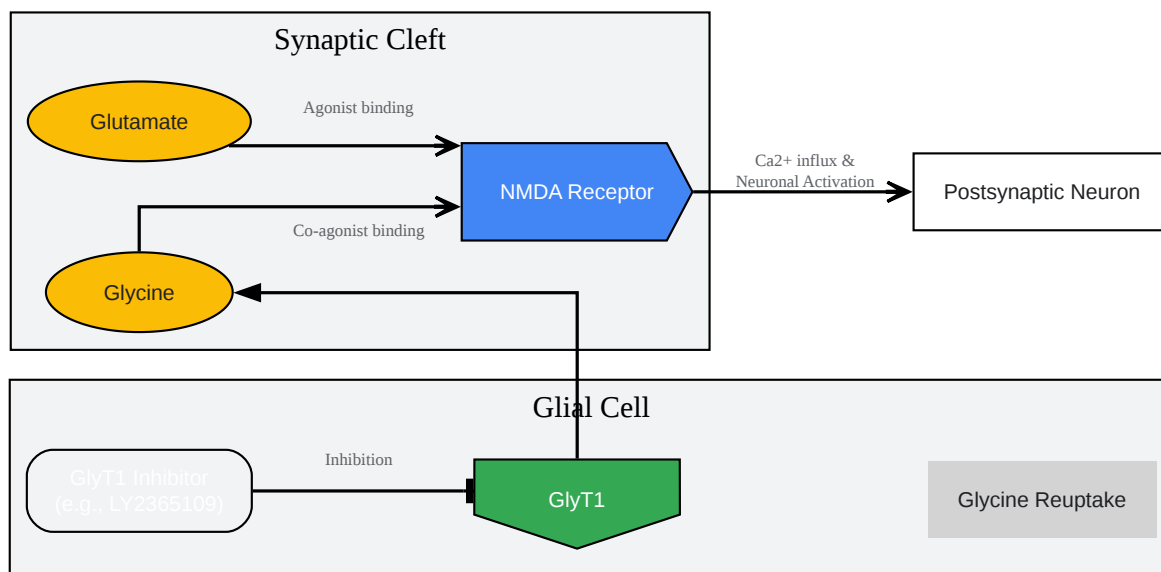 Synaptic Cleft
Glutamate
Agonist binding
NMDA Receptor
Ca2+ influx &
Neuronal Activation
Postsynaptic Neuron
Co-agonist binding
Glycine
Glial Cell
GlyT1 Inhibitor
(e.g., LY2365109)
Inhibition
GlyT1
Glycine Reuptake